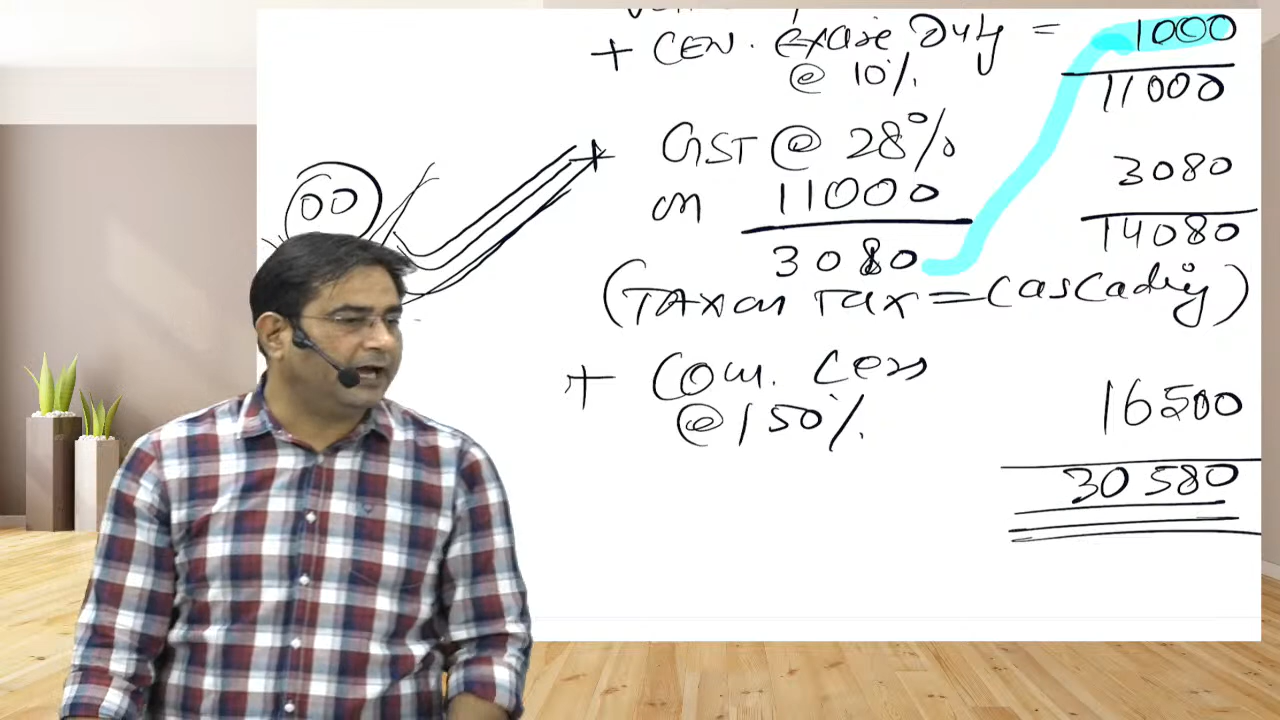 + CEN. Excise Duty = 1000
@ 10%
11000
GST @ 28%
on 11000
3080
3080
14080
(TAX on Tax = Cascading)
+ Com. Cess
@ 150%
16500
30580